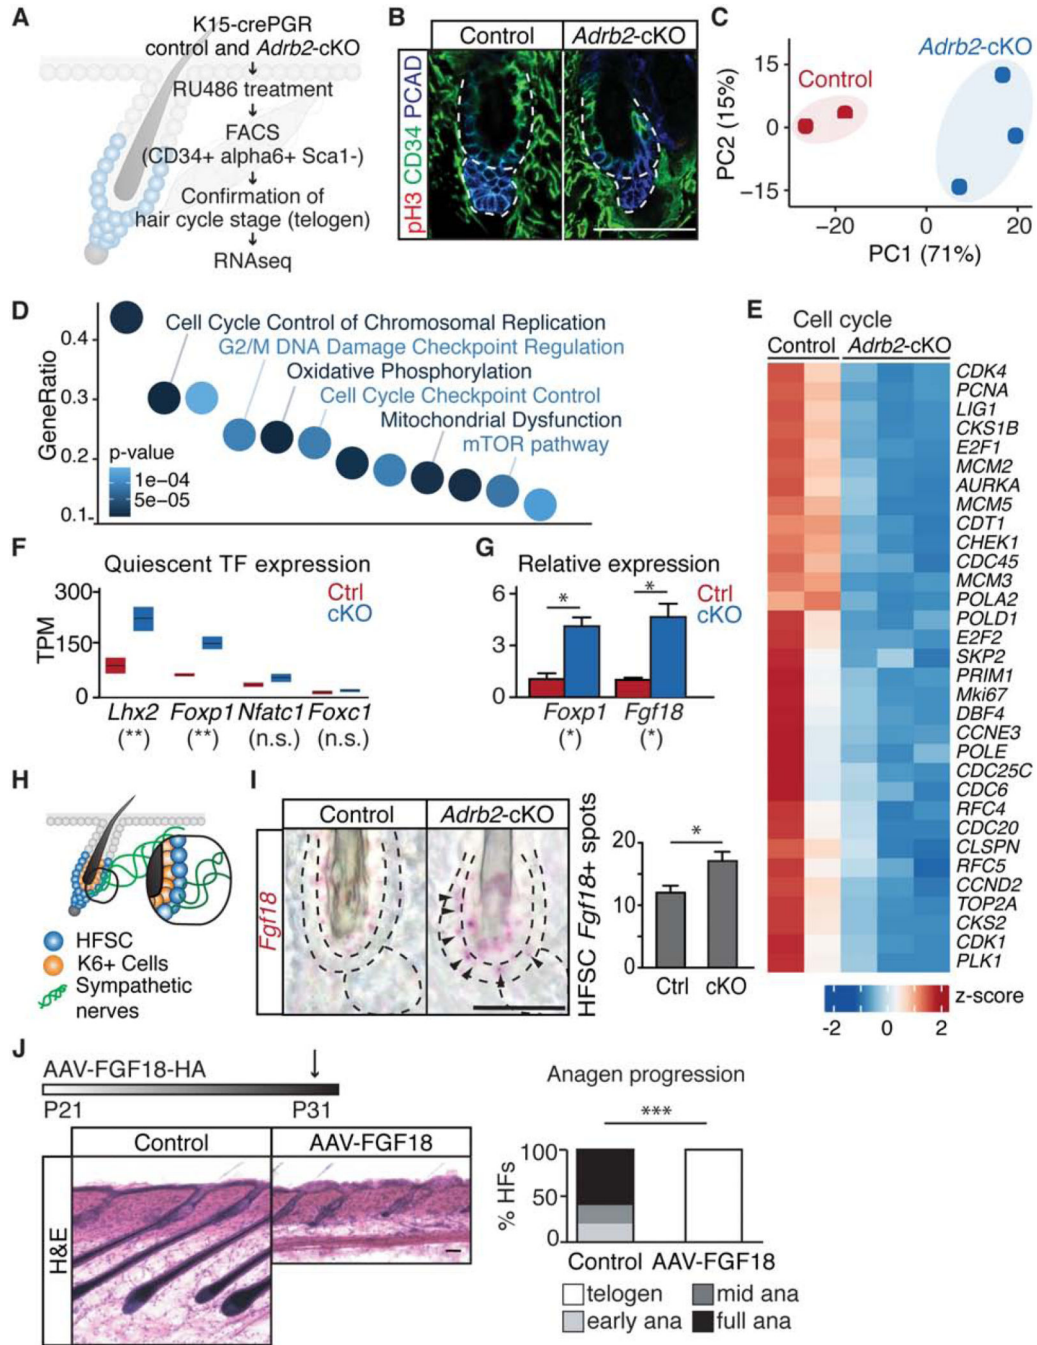 A
K15-crePGR
control and Adrb2-cKO
RU486 treatment
FACS
(CD34+ alpha6+ Sca1-)
Confirmation of
hair cycle stage (telogen)
RNAseq
B
Control
Adrb2-cKO
pH3 CD34 PCAD
C
Adrb2-cKO
Control
PC2 (15%)
15
0
−15
−20
0
20
PC1 (71%)
D
Cell Cycle Control of Chromosomal Replication
G2/M DNA Damage Checkpoint Regulation
Oxidative Phosphorylation
Cell Cycle Checkpoint Control
Mitochondrial Dysfunction
mTOR pathway
GeneRatio
0.4
0.3
0.2
0.1
p-value
1e−04
5e−05
E
Cell cycle
Control
Adrb2-cKO
CDK4
PCNA
LIG1
CKS1B
E2F1
MCM2
AURKA
MCM5
CDT1
CHEK1
CDC45
MCM3
POLA2
POLD1
E2F2
SKP2
PRIM1
Mki67
DBF4
CCNE3
POLE
CDC25C
CDC6
RFC4
CDC20
CLSPN
RFC5
CCND2
TOP2A
CKS2
CDK1
PLK1
z-score
-2
0
2
F
Quiescent TF expression
Ctrl
cKO
TPM
300
150
0
Lhx2 Foxp1 Nfatc1 Foxc1
(**) (**) (n.s.) (n.s.)
G
Relative expression
Ctrl
cKO
6
4
2
0
*
*
Foxp1 Fgf18
(*) (*)
H
HFSC
K6+ Cells
Sympathetic
nerves
I
Control
Adrb2-cKO
Fgf18
HFSC Fgf18+ spots
20
10
0
*
Ctrl cKO
J
AAV-FGF18-HA
P21
P31
Control
AAV-FGF18
H&E
Anagen progression
***
% HFs
100
50
0
Control AAV-FGF18
telogen
mid ana
early ana
full ana